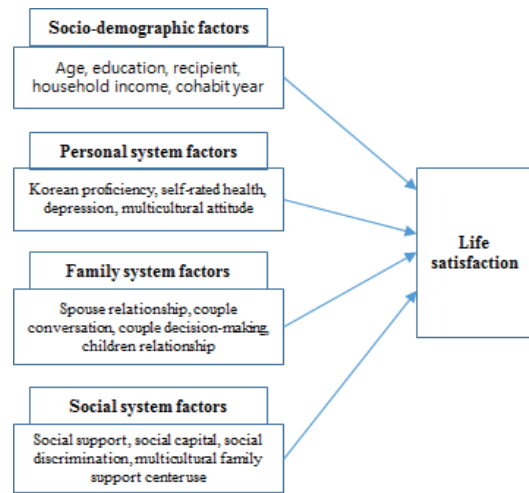 Socio-demographic factors
Age, education, recipient,
household income, cohabit year
Personal system factors
Korean proficiency, self-rated health,
depression, multicultural attitude
Family system factors
Spouse relationship, couple
conversation, couple decision-making,
children relationship
Social system factors
Social support, social capital, social
discrimination, multicultural family
support center use
Life
satisfaction